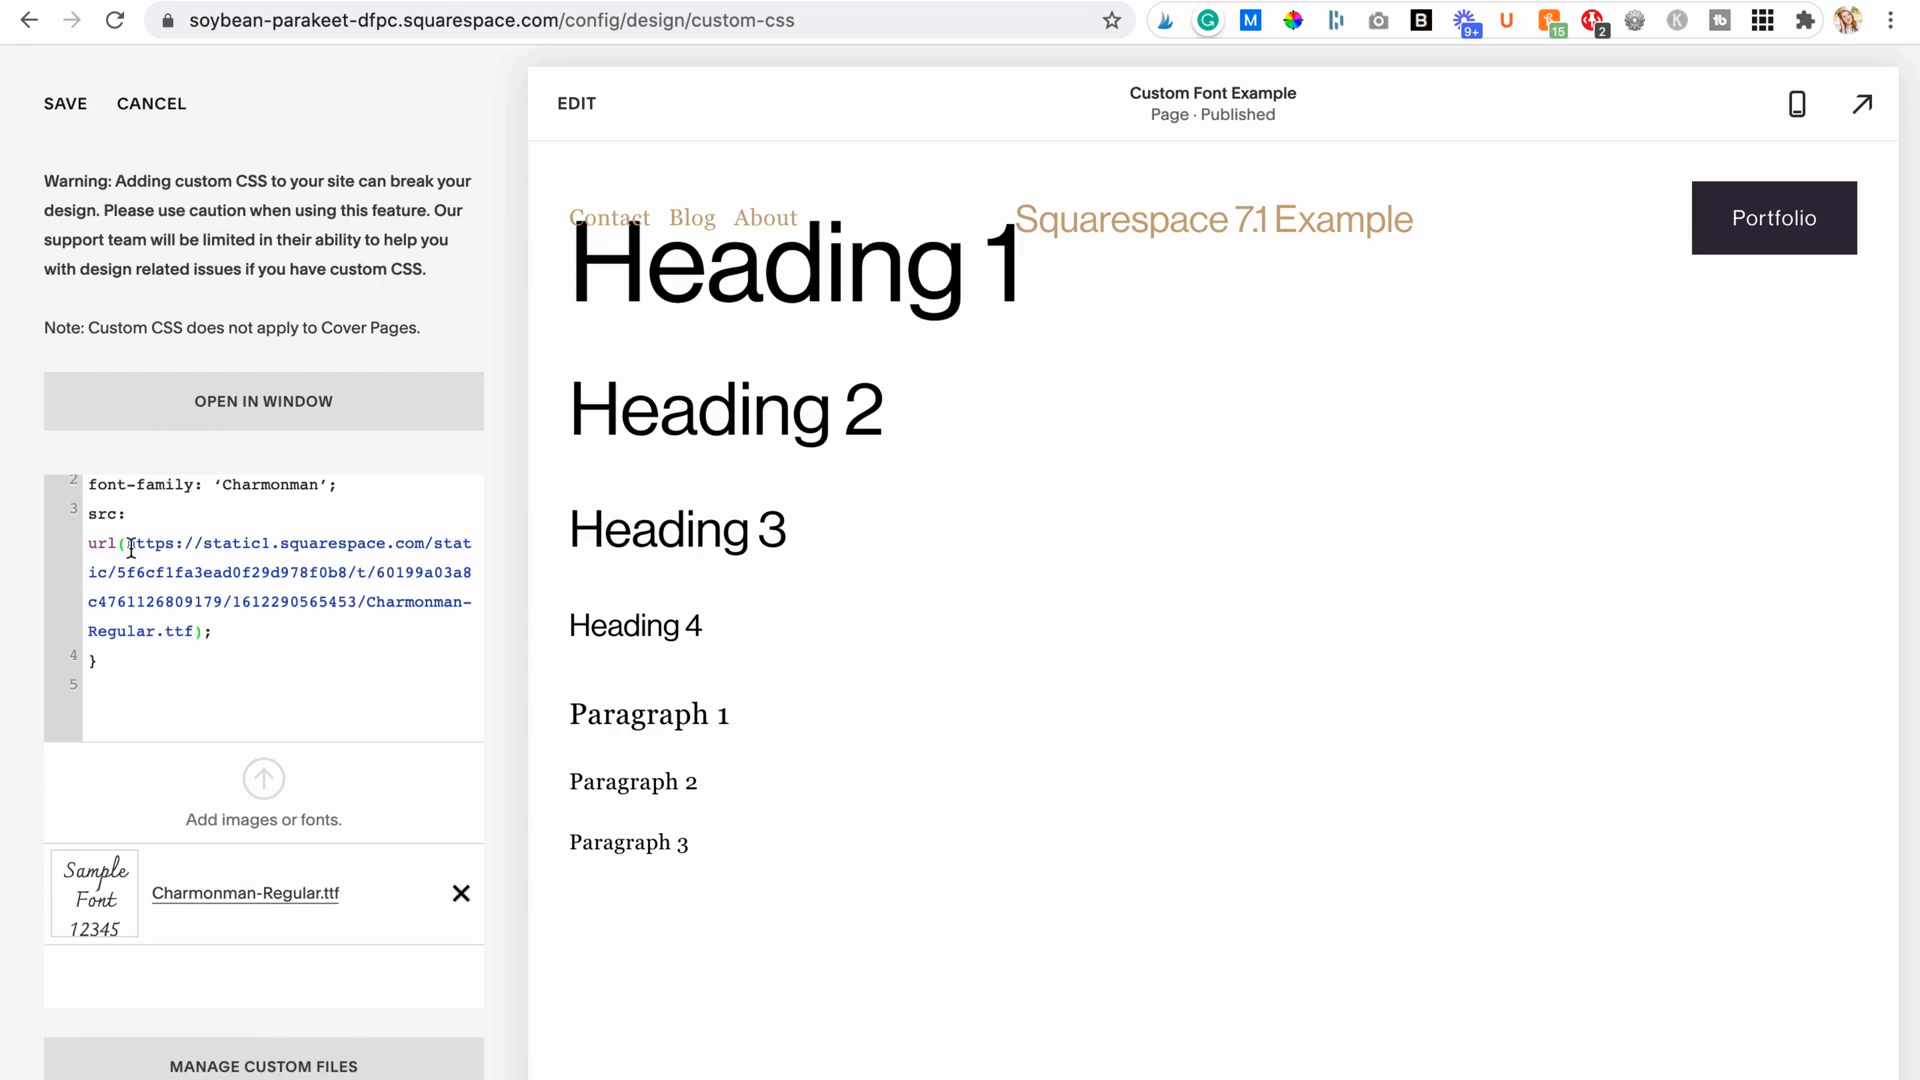 soybean-parakeet-dfpc.squarespace.com/config/design/custom-css
9+
15
2
SAVE CANCEL
Warning: Adding custom CSS to your site can break your
design. Please use caution when using this feature. Our
support team will be limited in their ability to help you
with design related issues if you have custom CSS.
Note: Custom CSS does not apply to Cover Pages.
OPEN IN WINDOW
2 font-family: ‘Charmonman’;
3 src:
url(https://static1.squarespace.com/stat
ic/5f6cf1fa3ead0f29d978f0b8/t/60199a03a8
c4761126809179/1612290565453/Charmonman-
Regular.ttf);
4 }
5
Add images or fonts.
Sample
Font
12345
Charmonman-Regular.ttf
MANAGE CUSTOM FILES
EDIT
Custom Font Example
Page · Published
Contact Blog About
Squarespace 7.1 Example
Portfolio
Heading 1
Heading 2
Heading 3
Heading 4
Paragraph 1
Paragraph 2
Paragraph 3